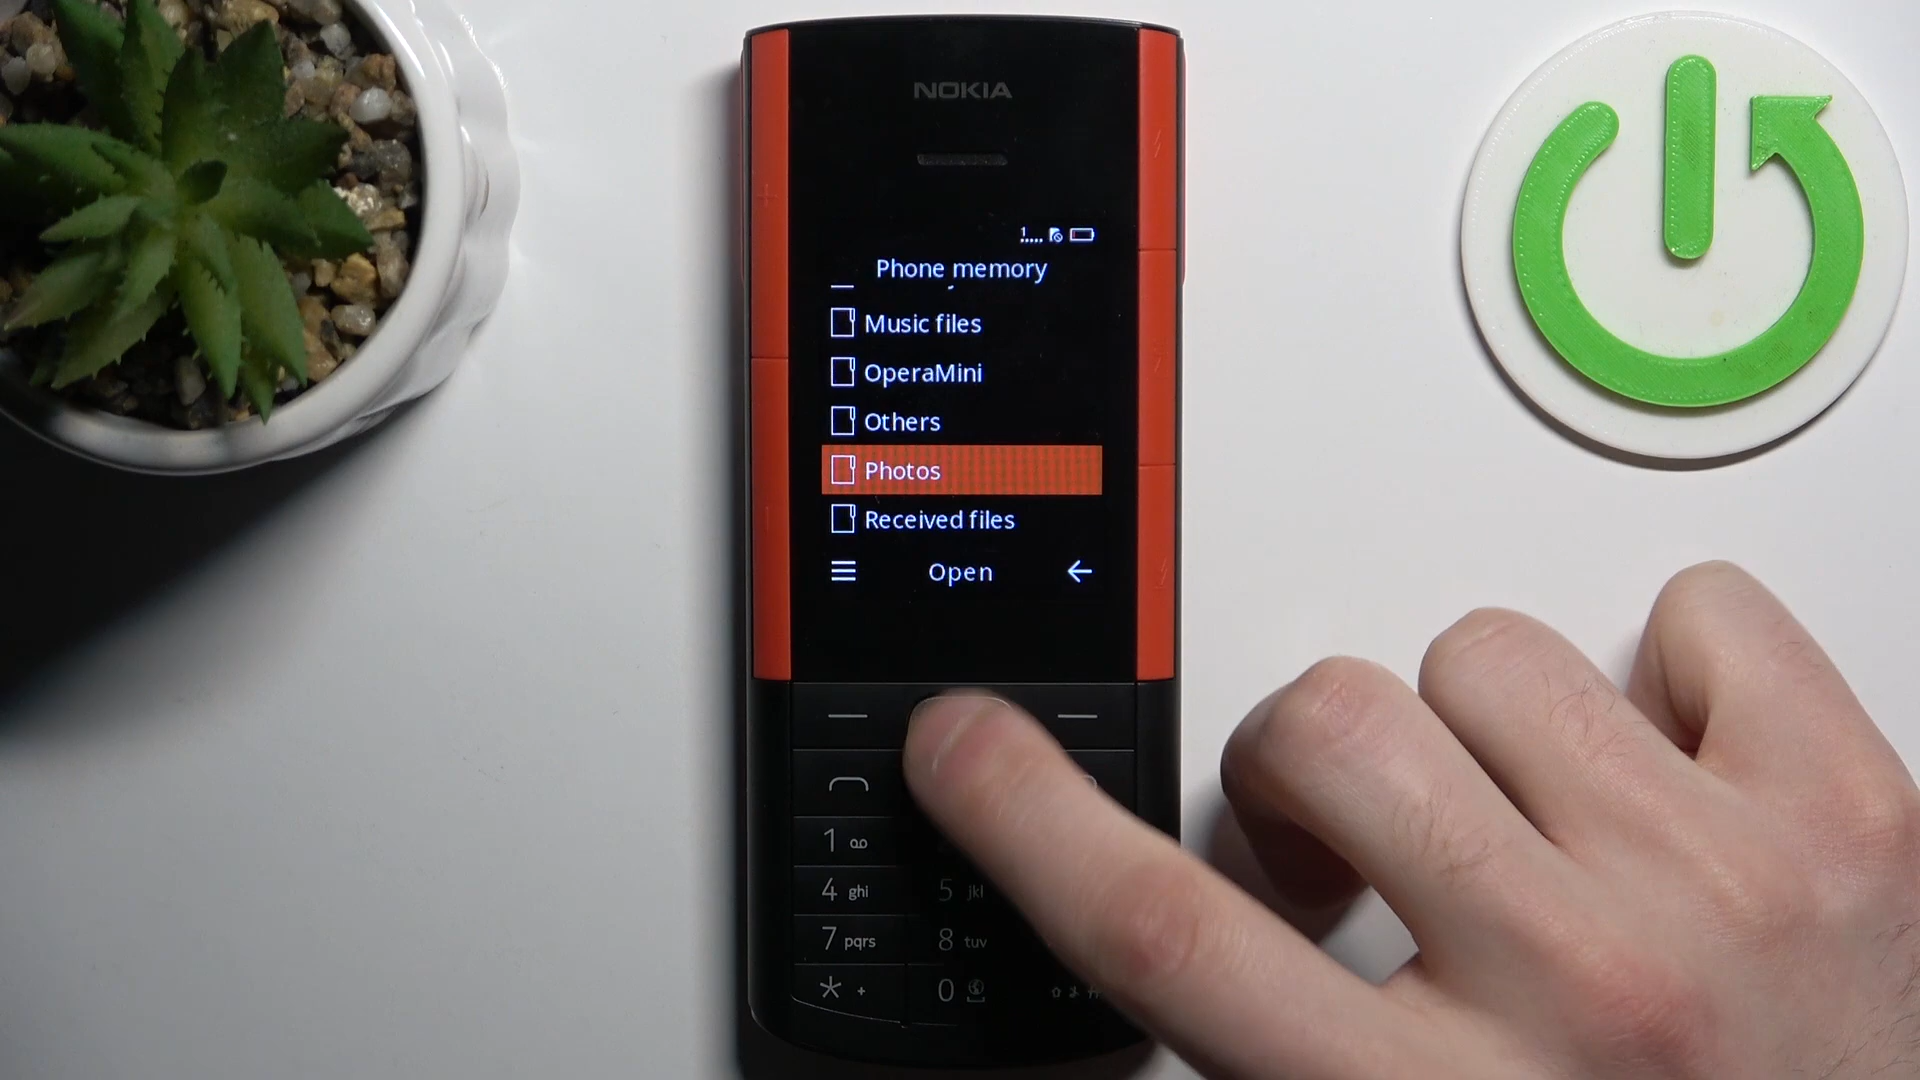 NOKIA
1
Phone memory
Music files
OperaMini
Others
Photos
Received files
Open
1
4 ghi
5 jkl
7 pqrs
8 tuv
* +
0